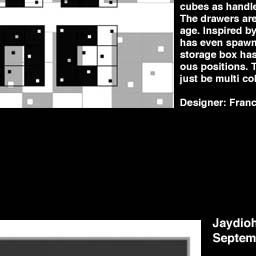 cubes as handle
The drawers are
age. Inspired by
has even spawn
storage box has
ous positions. T
just be multi col
Designer: Franc
Jaydioh
Septem